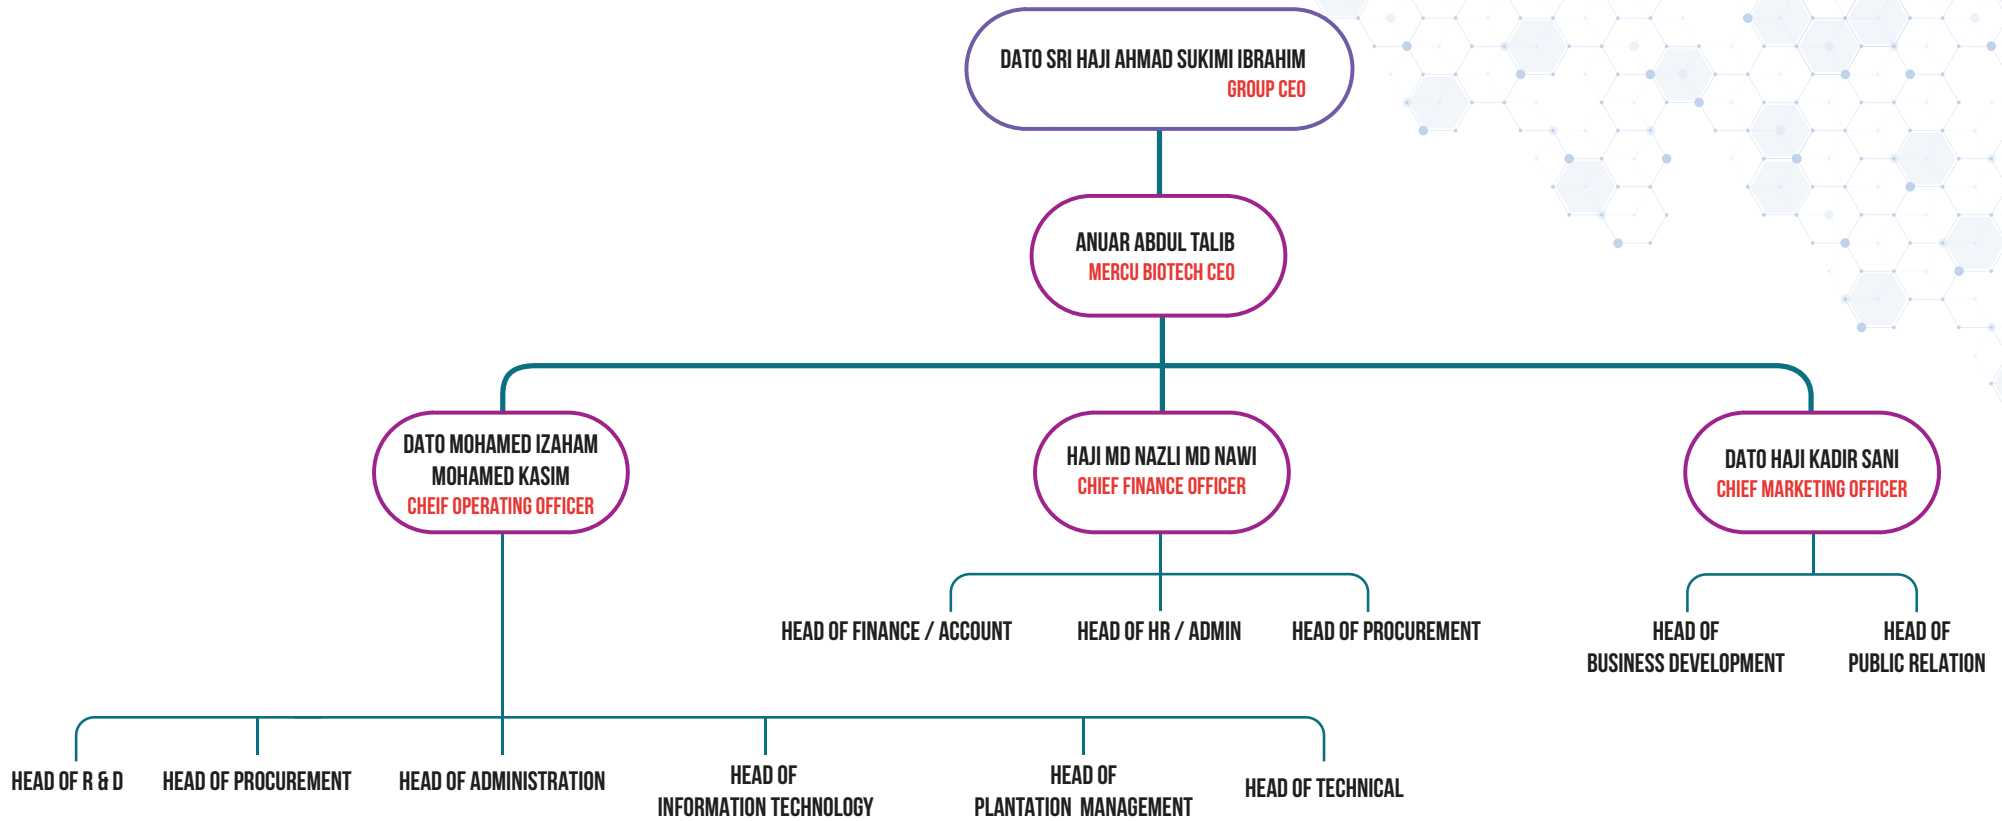 DATO SRI HAJI AHMAD SUKIMI IBRAHIM
GROUP CEO
ANUAR ABDUL TALIB
MERCU BIOTECH CEO
DATO MOHAMED IZAHAM
MOHAMED KASIM
CHEIF OPERATING OFFICER
HAJI MD NAZLI MD NAWI
CHIEF FINANCE OFFICER
DATO HAJI KADIR SANI
CHIEF MARKETING OFFICER
HEAD OF FINANCE / ACCOUNT
HEAD OF HR / ADMIN
HEAD OF PROCUREMENT
HEAD OF
BUSINESS DEVELOPMENT
HEAD OF
PUBLIC RELATION
HEAD OF R & D
HEAD OF PROCUREMENT
HEAD OF ADMINISTRATION
HEAD OF
INFORMATION TECHNOLOGY
HEAD OF
PLANTATION MANAGEMENT
HEAD OF TECHNICAL